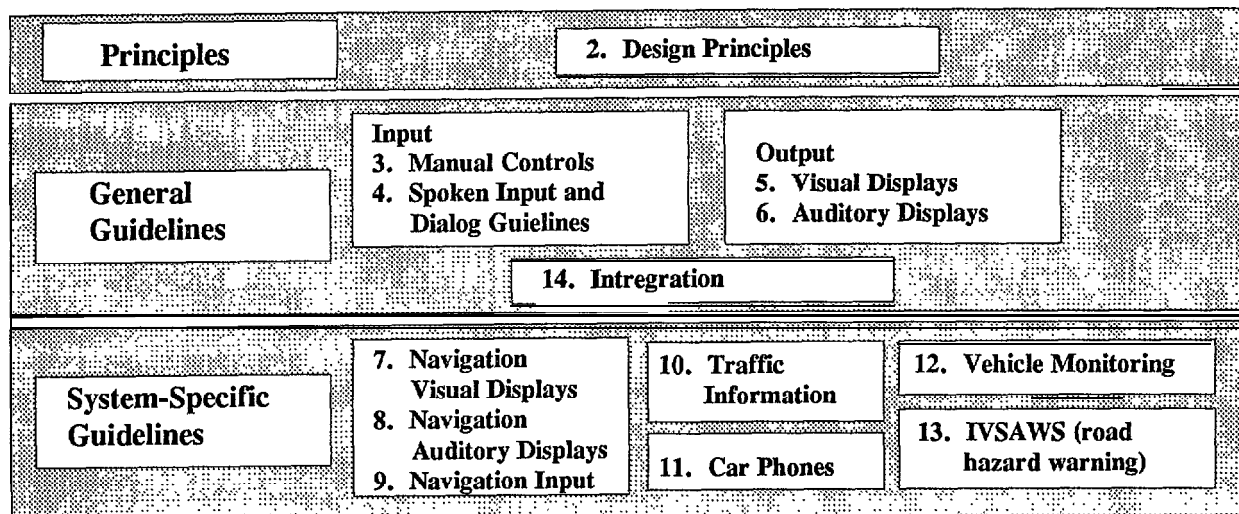 Principles
2. Design Principles
General
Guidelines
Input
3. Manual Controls
4. Spoken Input and
Dialog Guielines
Output
5. Visual Displays
6. Auditory Displays
14. Intregration
System-Specific
Guidelines
7. Navigation
Visual Displays
8. Navigation
Auditory Displays
9. Navigation Input
10. Traffic
Information
11. Car Phones
12. Vehicle Monitoring
13. IVSAWS (road
hazard warning)